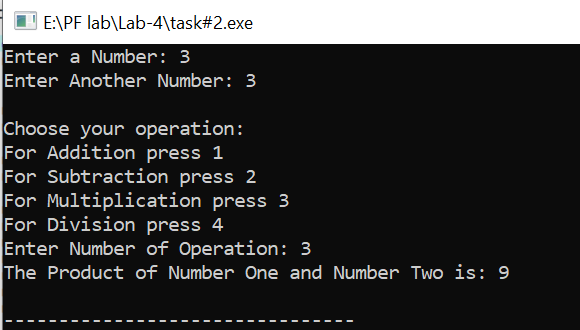 E:\PF lab\Lab-4\task#2.exe
Enter a Number: 3
Enter Another Number: 3

Choose your operation:
For Addition press 1
For Subtraction press 2
For Multiplication press 3
For Division press 4
Enter Number of Operation: 3
The Product of Number One and Number Two is: 9

--------------------------------